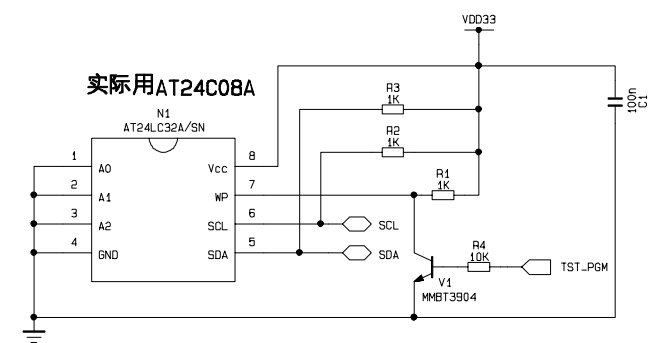 VDD33
实际用AT24C08A
N1
AT24LC32A/SN
R3
1K
R2
1K
R1
1K
100n
C1
1 A0 Vcc 8
2 A1 WP 7
3 A2 SCL 6 SCL
4 GND SDA 5 SDA
R4
10K
TST_PGM
V1
MMBT3904